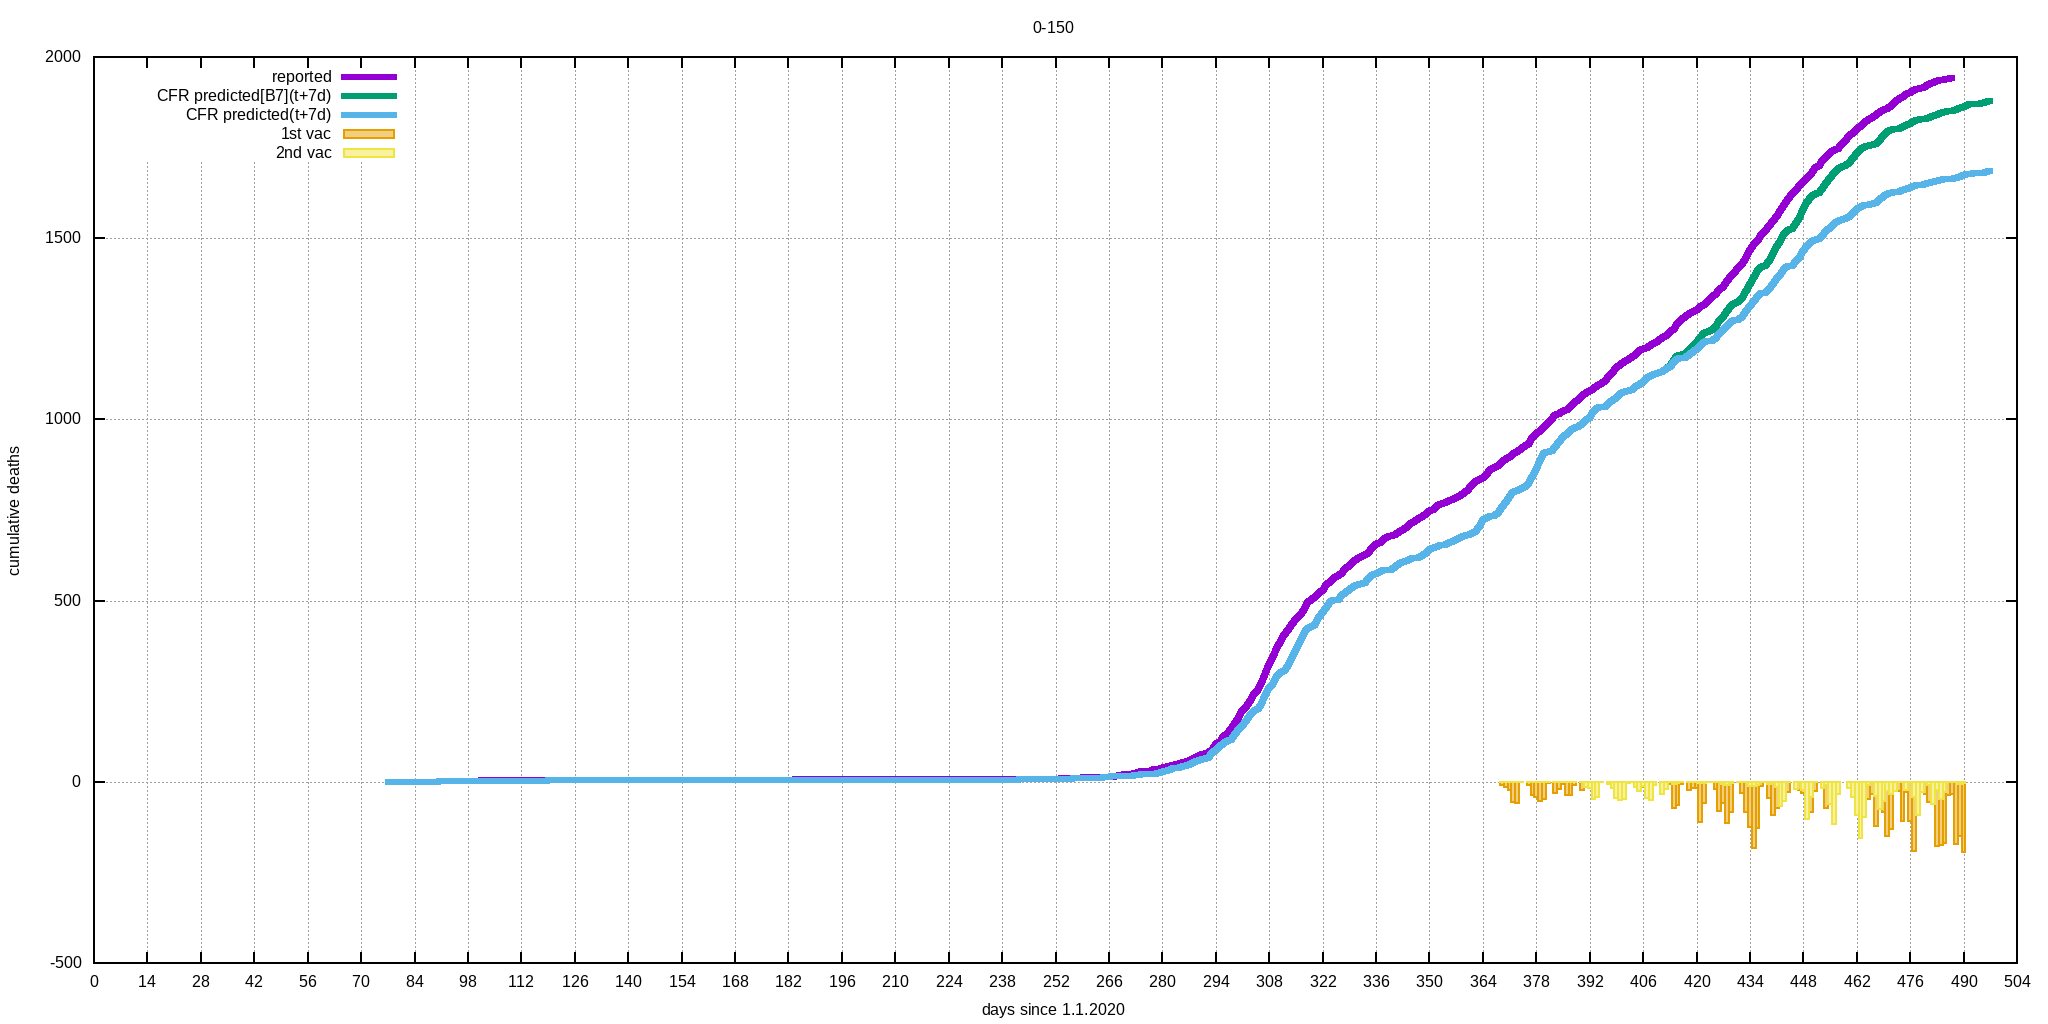 0-150
2000
1500
1000
500
0
-500
cumulative deaths
reported
CFR predicted[B7](t+7d)
CFR predicted(t+7d)
1st vac
2nd vac
0 14 28 42 56 70 84 98 112 126 140 154 168 182 196 210 224 238 252 266 280 294 308 322 336 350 364 378 392 406 420 434 448 462 476 490 504
days since 1.1.2020